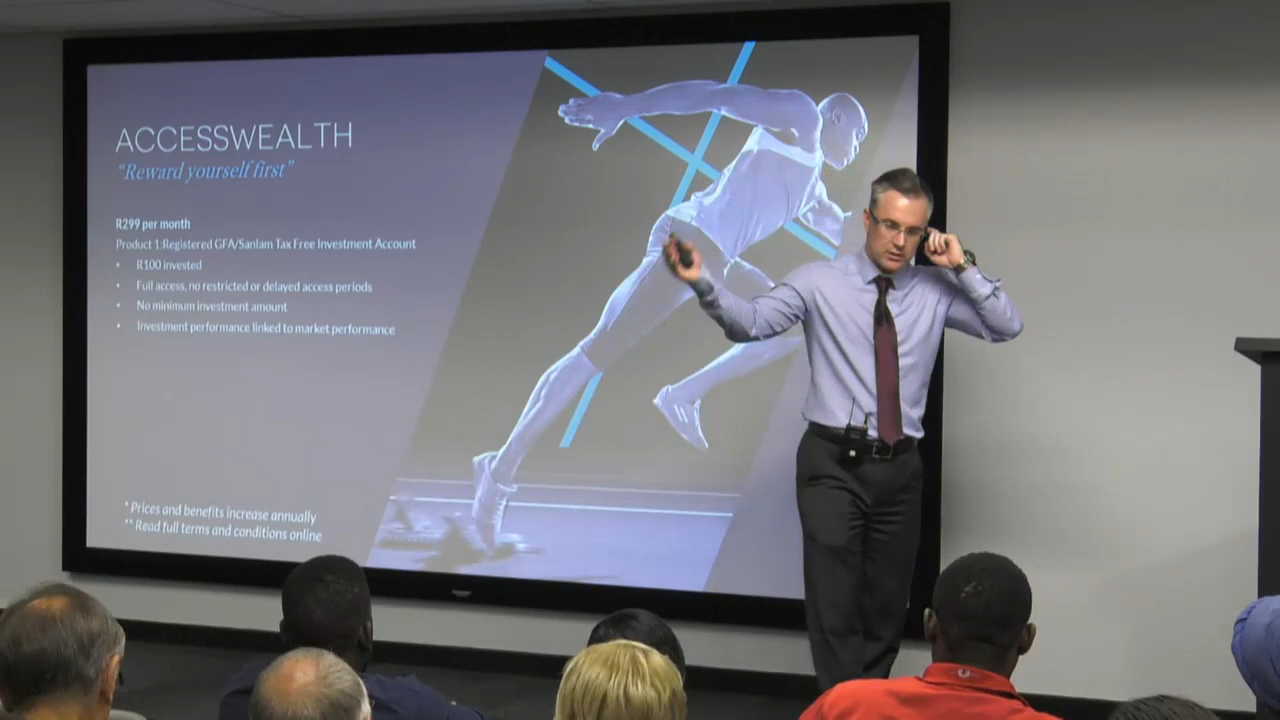 ACCESSWEALTH
“Reward yourself first”
R299 per month
Product 1:Registered GFA/Sanlam Tax Free Investment Account
• R100 invested
• Full access, no restricted or delayed access periods
• No minimum investment amount
• Investment performance linked to market performance
* Prices and benefits increase annually
** Read full terms and conditions online